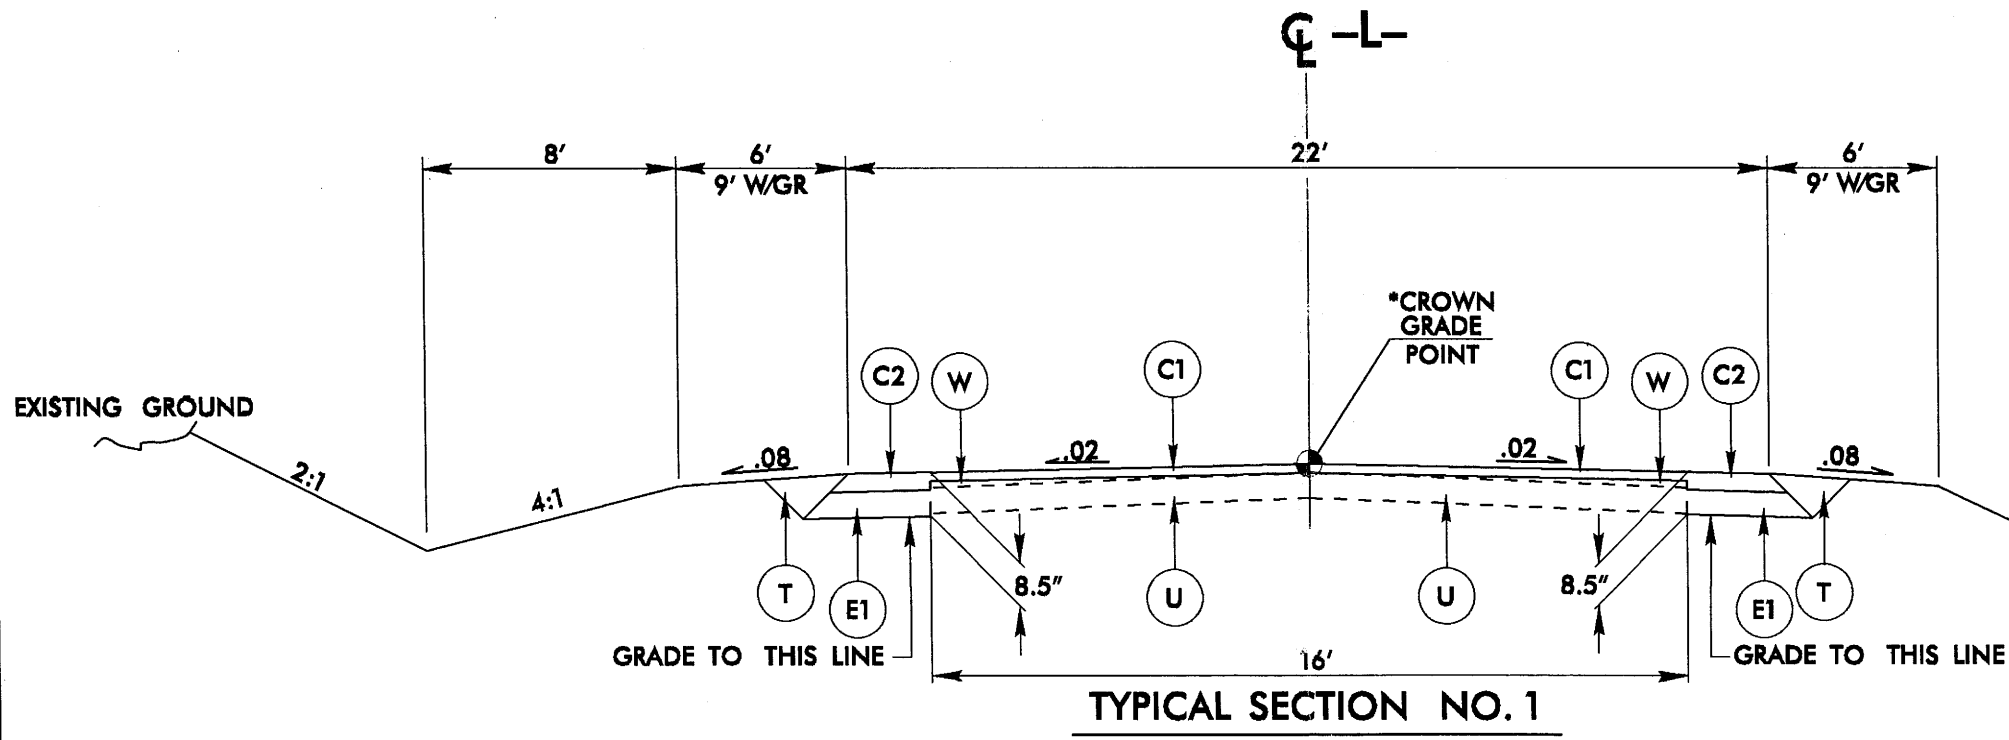 CL -L-
8' 6' 22' 6'
9' W/GR 9' W/GR
*CROWN
GRADE
POINT
C2 W C1 C1 W C2
EXISTING GROUND
2:1 4:1 .08 .02 .02 .08
8.5" 8.5"
T E1 U U E1 T
GRADE TO THIS LINE GRADE TO THIS LINE
16'
TYPICAL SECTION NO. 1